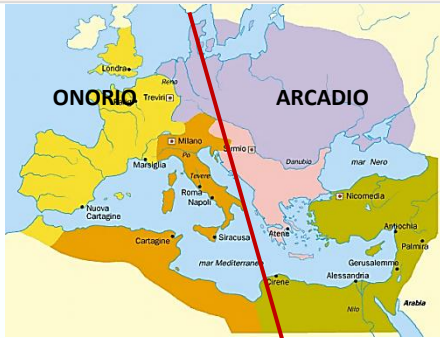 Londra
Reno
ONORIO
Treviri
ARCADIO
Milano
Sirmio
Po
Danubio
mar Nero
Marsiglia
Tevere
Roma
Napoli
Nicomedia
Nuova
Cartagine
Cartagine
Siracusa
Atene
Antiochia
Palmira
mar Mediterraneo
Gerusalemme
Cirene
Alessandria
Arabia
Nilo